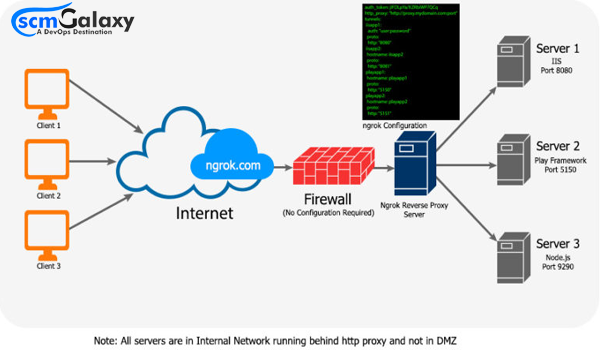 scmGalaxy
A DevOps Destination
http_proxy: "http://proxy.mydomain.com:port"
tunnels:
iisapp1:
auth:"user:password"
proto:
http:"8080"
iisapp2:
hostname:iisapp2
proto:
http:"8081"
playapp1:
hostname:playapp1
proto:
http:"5150"
playapp2:
hostname:playapp2
proto:
http:"5151"
ngrok Configuration
Server 1
IIS
Port 8080
Client 1
Server 2
Play Framework
Port 5150
ngrok.com
Client 2
Internet
Firewall
(No Configuration Required)
Ngrok Reverse Proxy
Server
Server 3
Node.js
Port 9290
Client 3
Note: All servers are in Internal Network running behind http proxy and not in DMZ